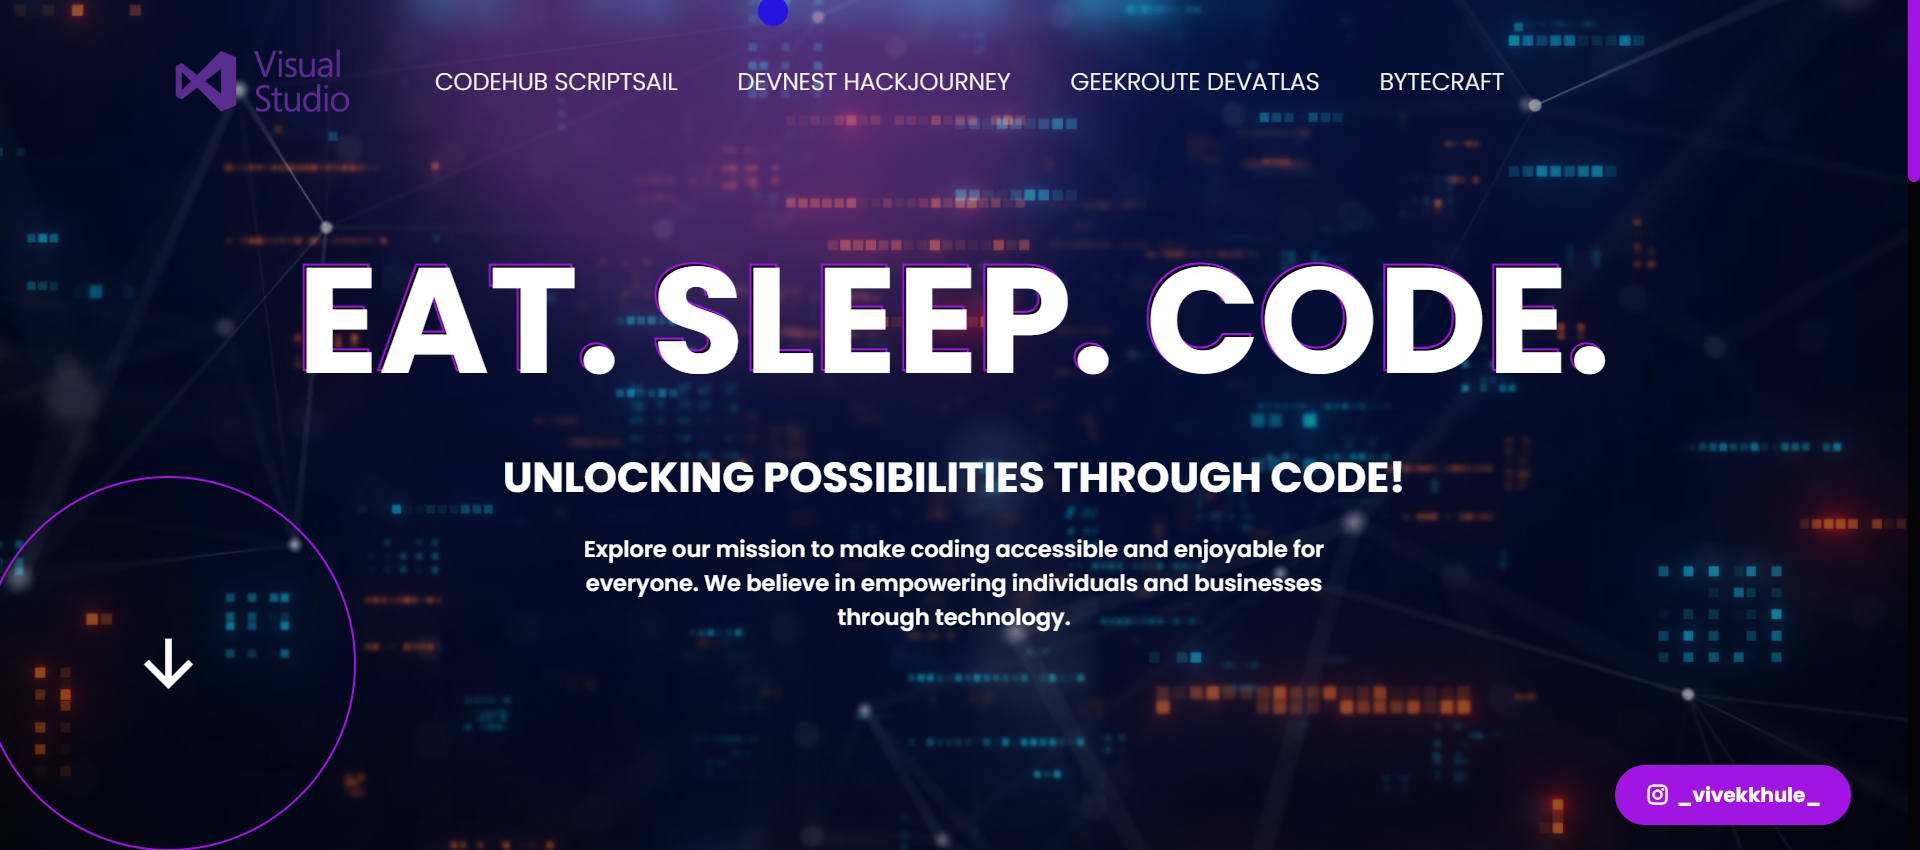 Visual
Studio
CODEHUB SCRIPTSAIL DEVNEST HACKJOURNEY GEEKROUTE DEVATLAS BYTECRAFT
EAT. SLEEP. CODE.
UNLOCKING POSSIBILITIES THROUGH CODE!
Explore our mission to make coding accessible and enjoyable for
everyone. We believe in empowering individuals and businesses
through technology.
_vivekkhule_